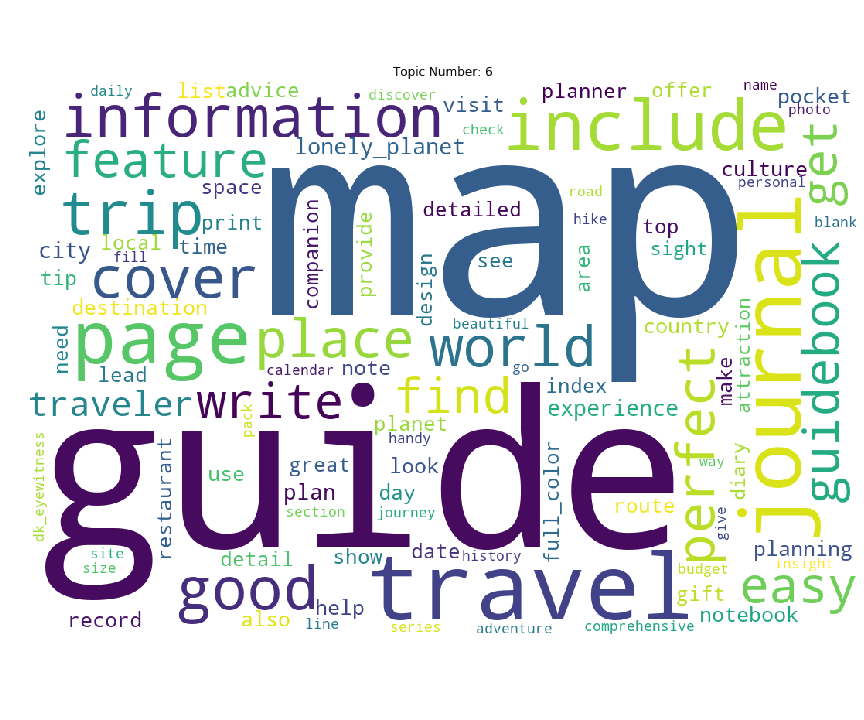 Topic Number: 6
daily
list
advice
discover
visit
planner
offer
name
pocket
photo
information
include
get
explore
feature
lonely_planet
check
culture
personal
space
map
road
trip
print
companion
provide
detailed
hike
top
blank
city
local
time
fill
see
area
sight
journal
guidebook
tip
cover
design
destination
beautiful
country
attraction
need
page
place
world
go
lead
calendar
note
index
make
perfect
traveler
write
find
experience
planet
pack
handy
dk_eyewitness
restaurant
guide
use
great
look
full_color
way
diary
plan
day
route
section
journey
give
site
size
detail
show
date
history
planning
budget
insight
good
travel
easy
help
gift
record
also
line
series
adventure
comprehensive
notebook